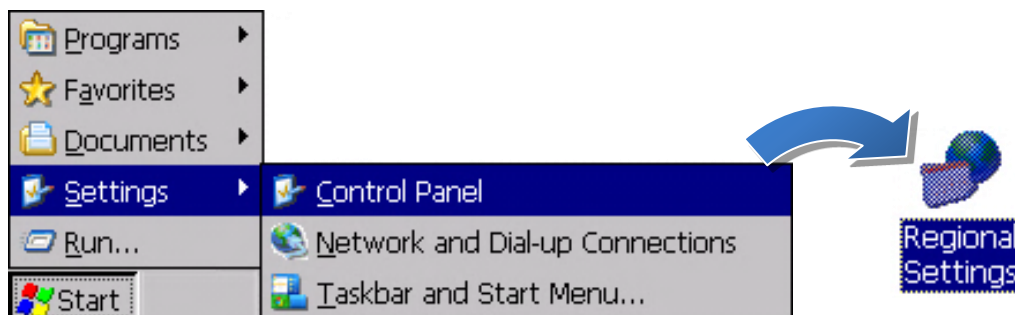 Programs
Favorites
Documents
Settings
Control Panel
Run...
Network and Dial-up Connections
Start
Taskbar and Start Menu...
Regional
Settings